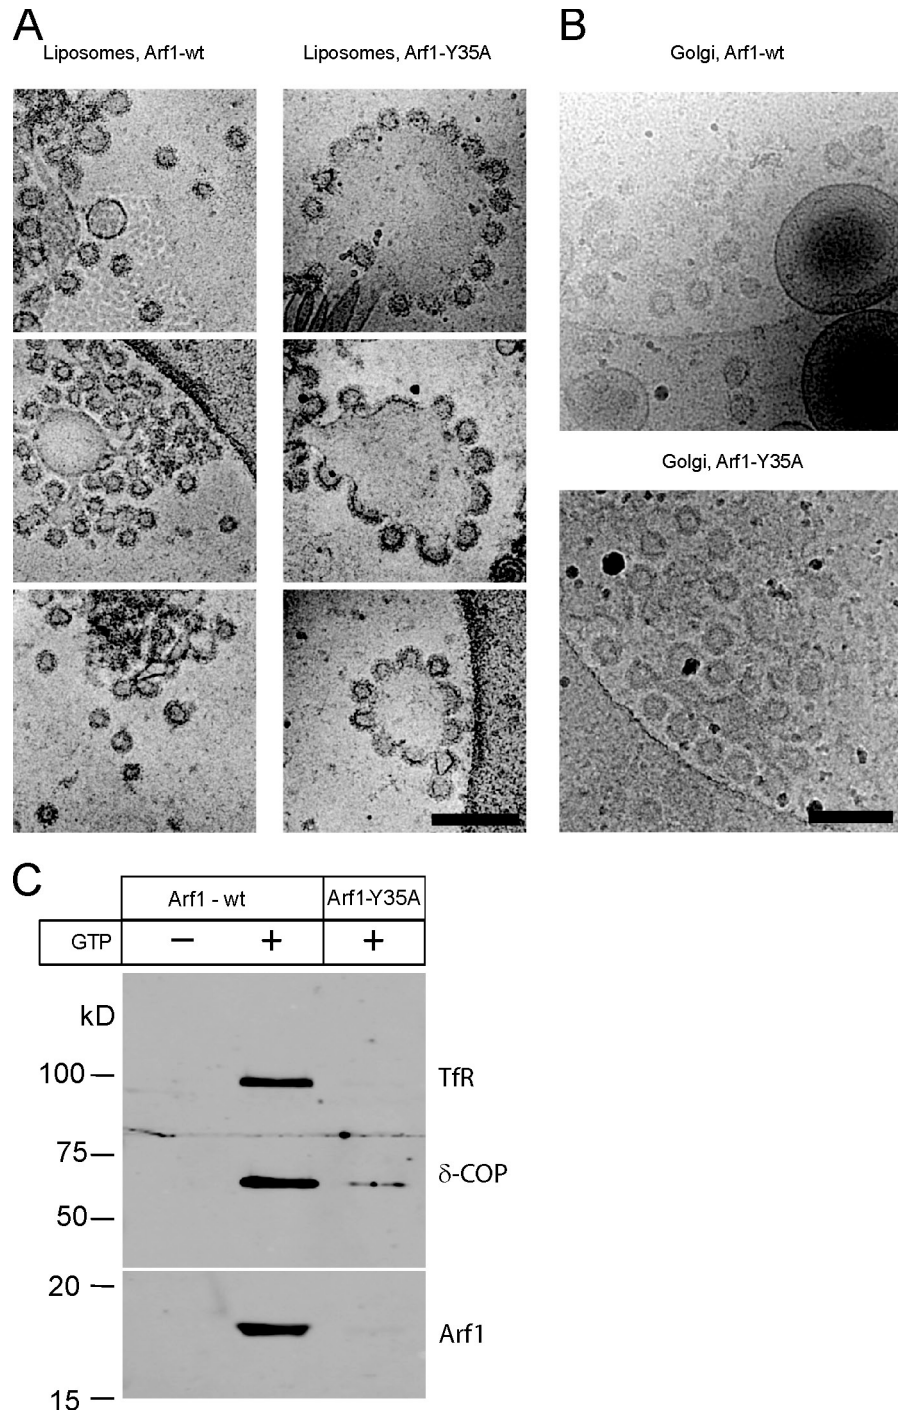 A
B
Liposomes, Arf1-wt
Liposomes, Arf1-Y35A
Golgi, Arf1-wt
Golgi, Arf1-Y35A
C
Arf1 - wt
Arf1-Y35A
GTP
− + +
kD
100
TfR
75
δ-COP
50
20
Arf1
15